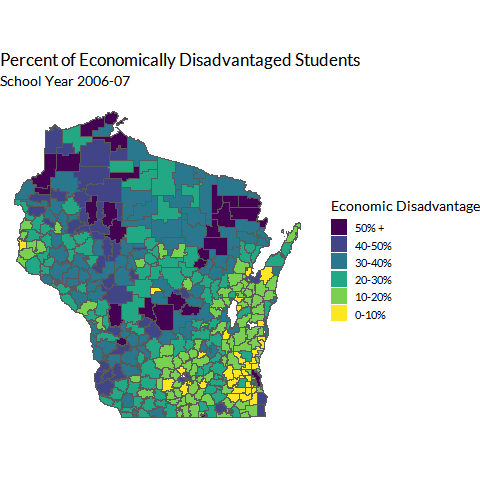 Percent of Economically Disadvantaged Students
School Year 2006-07
Economic Disadvantage
50% +
40-50%
30-40%
20-30%
10-20%
0-10%